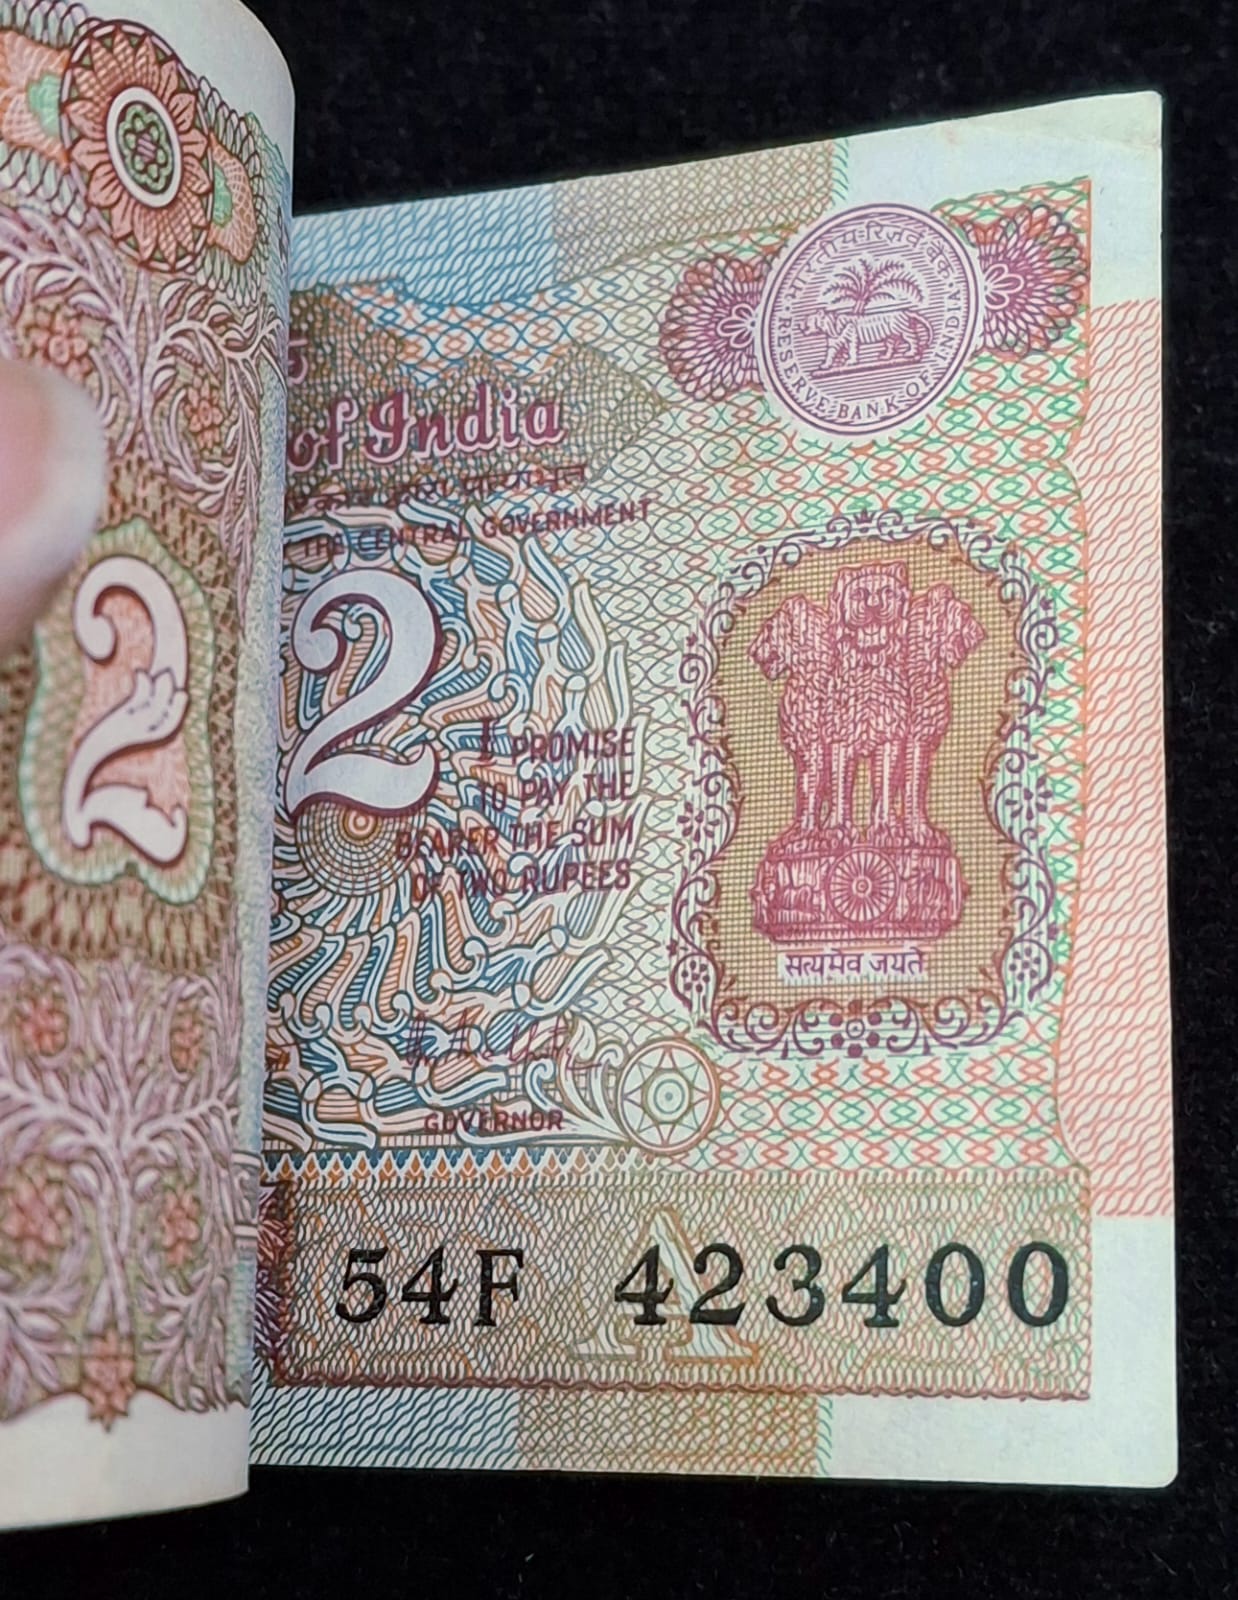 भारतीय रिज़र्व बैंक
RESERVE BANK OF INDIA
of India
THE CENTRAL GOVERNMENT
2
2
I PROMISE
TO PAY THE
BEARER THE SUM
OF TWO RUPEES
सत्यमेव जयते
GOVERNOR
A
54F 423400